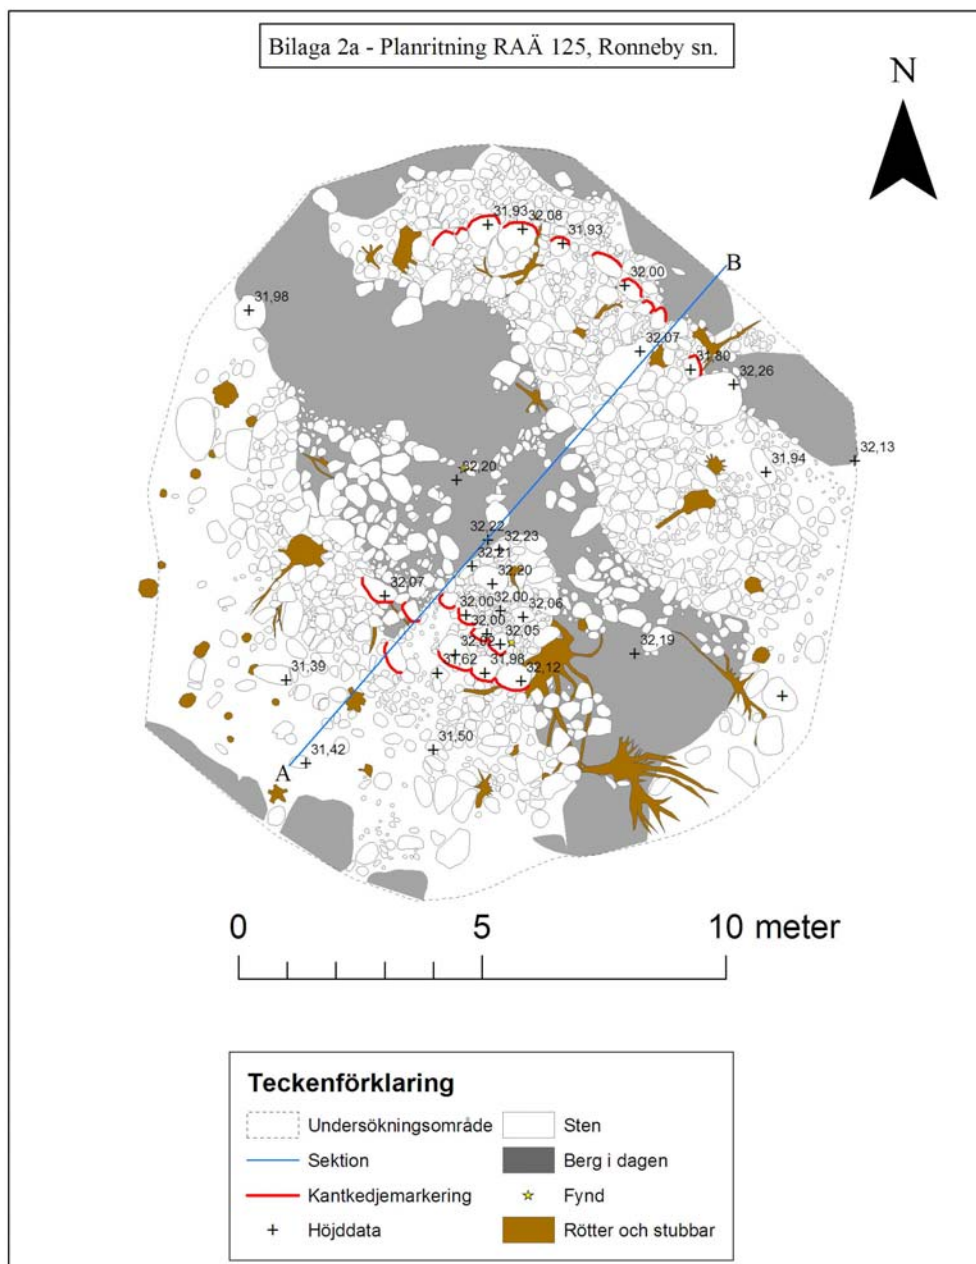 Bilaga 2a - Planritning RAÄ 125, Ronneby sn.
N
31,93
32,08
31,93
B
32,00
31,98
32,07
31,80
32,26
32,13
31,94
32,20
32,22
32,23
32,21
32,20
32,07
32,00
32,00
32,06
32,00
32,05
32,19
31,62
31,98
32,12
31,39
31,50
31,42
A
0 5 10 meter
Teckenförklaring
Undersökningsområde
Sten
Sektion
Berg i dagen
Kantkedjemarkering
Fynd
Höjddata
Rötter och stubbar